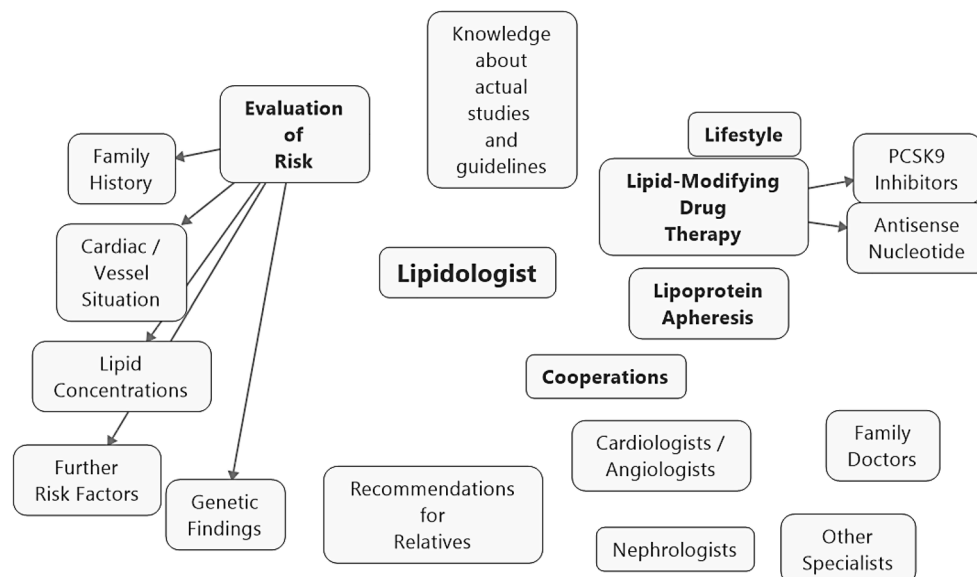 Knowledge
about
actual
studies
and
guidelines
Evaluation
of
Risk
Family
History
Cardiac /
Vessel
Situation
Lipid
Concentrations
Further
Risk Factors
Genetic
Findings
Lipidologist
Lifestyle
Lipid-Modifying
Drug
Therapy
PCSK9
Inhibitors
Antisense
Nucleotide
Lipoprotein
Apheresis
Cooperations
Cardiologists /
Angiologists
Family
Doctors
Recommendations
for
Relatives
Nephrologists
Other
Specialists